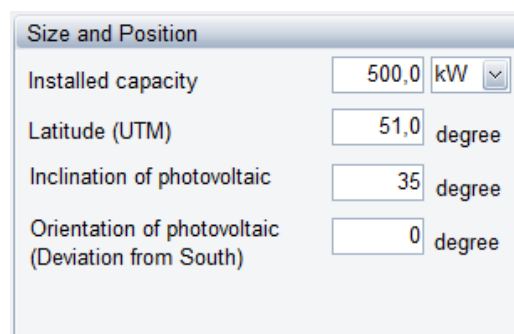 Size and Position
Installed capacity 500,0 kW
Latitude (UTM) 51,0 degree
Inclination of photovoltaic 35 degree
Orientation of photovoltaic
(Deviation from South) 0 degree